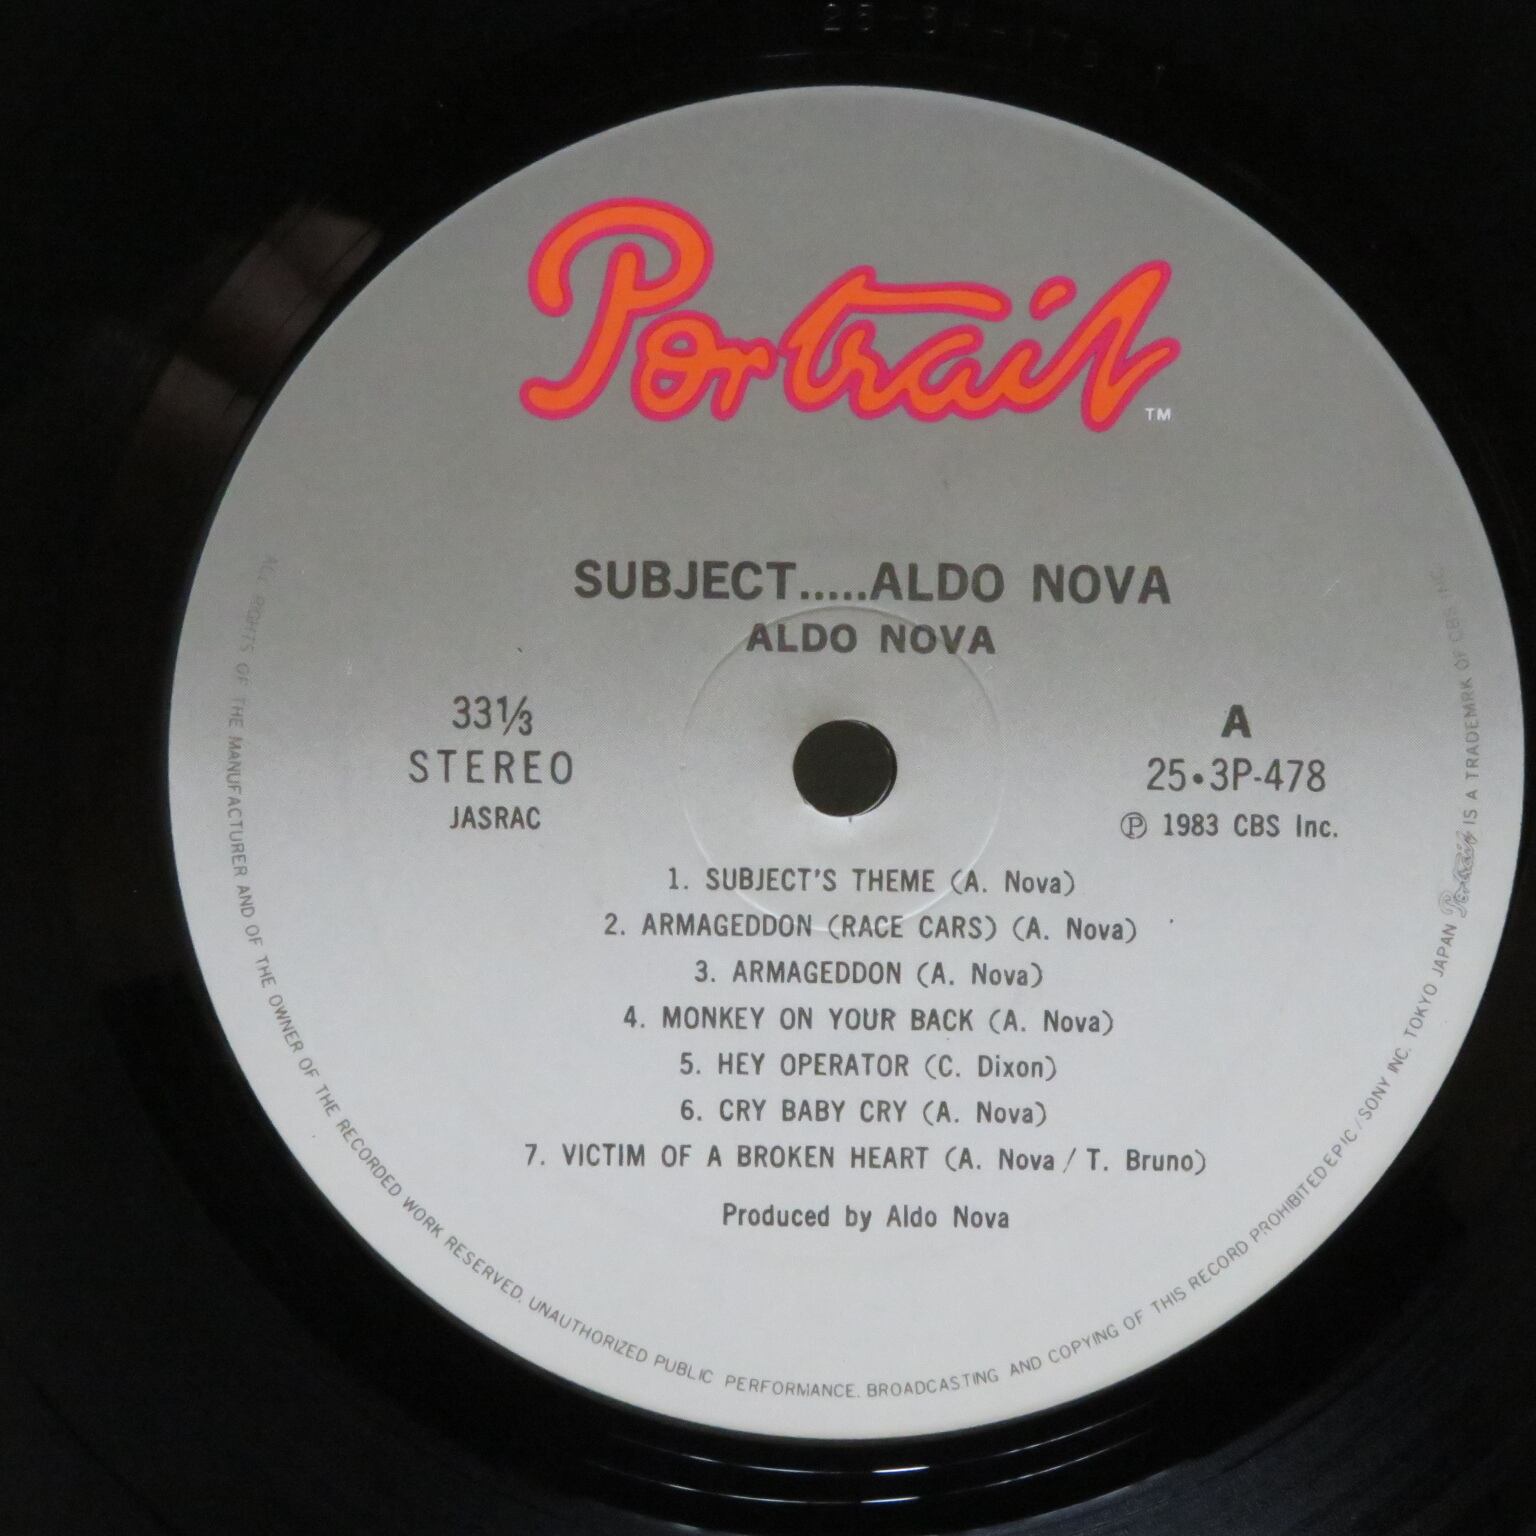 Portrait
TM
SUBJECT.....ALDO NOVA
ALDO NOVA
33 1/3
STEREO
JASRAC
A
25•3P-478
Ⓟ 1983 CBS Inc.
1. SUBJECT'S THEME (A. Nova)
2. ARMAGEDDON (RACE CARS) (A. Nova)
3. ARMAGEDDON (A. Nova)
4. MONKEY ON YOUR BACK (A. Nova)
5. HEY OPERATOR (C. Dixon)
6. CRY BABY CRY (A. Nova)
7. VICTIM OF A BROKEN HEART (A. Nova / T. Bruno)
Produced by Aldo Nova
ALL RIGHTS OF THE MANUFACTURER AND OF THE OWNER OF THE RECORDED WORK RESERVED. UNAUTHORIZED PUBLIC PERFORMANCE. BROADCASTING AND COPYING OF THIS RECORD PROHIBITED EPIC / SONY INC. TOKYO JAPAN Portrait IS A TRADEMRK OF CBS INC.